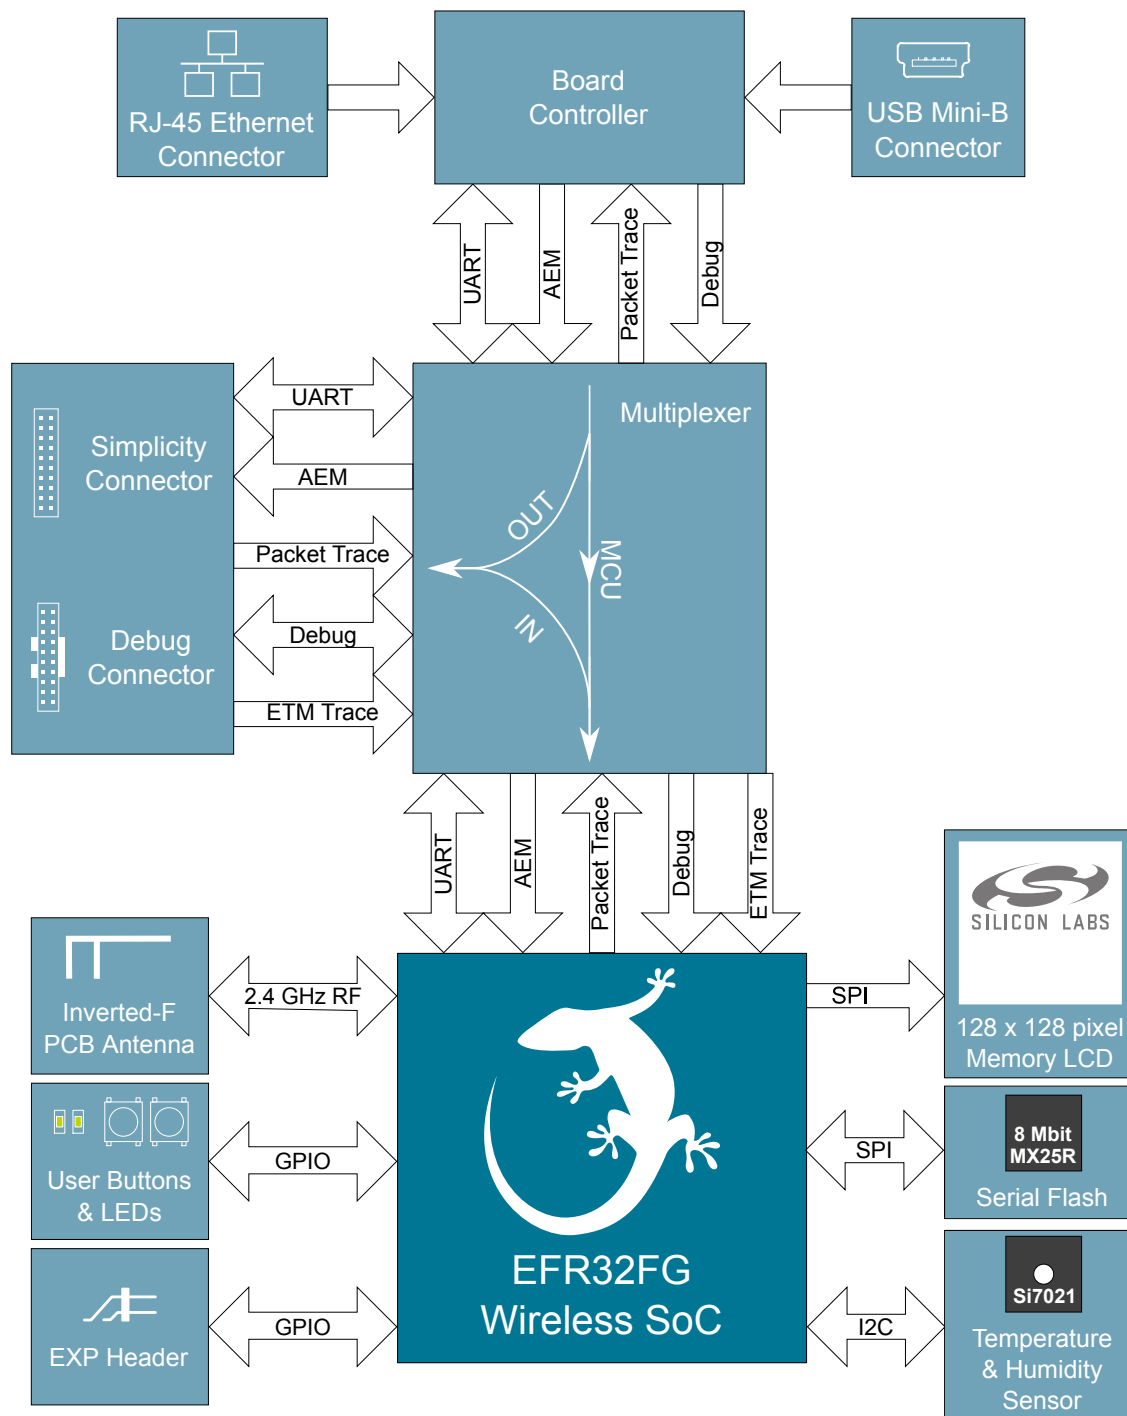 RJ-45 Ethernet
Connector
Board
Controller
USB Mini-B
Connector
UART
AEM
Packet Trace
Debug
Simplicity
Connector
Debug
Connector
UART
AEM
Packet Trace
Debug
ETM Trace
Multiplexer
OUT
MCU
IN
UART
AEM
Packet Trace
Debug
ETM Trace
Inverted-F
PCB Antenna
2.4 GHz RF
User Buttons
& LEDs
GPIO
EXP Header
GPIO
EFR32FG
Wireless SoC
SPI
SILICON LABS
128 x 128 pixel
Memory LCD
SPI
8 Mbit
MX25R
Serial Flash
I2C
Si7021
Temperature
& Humidity
Sensor